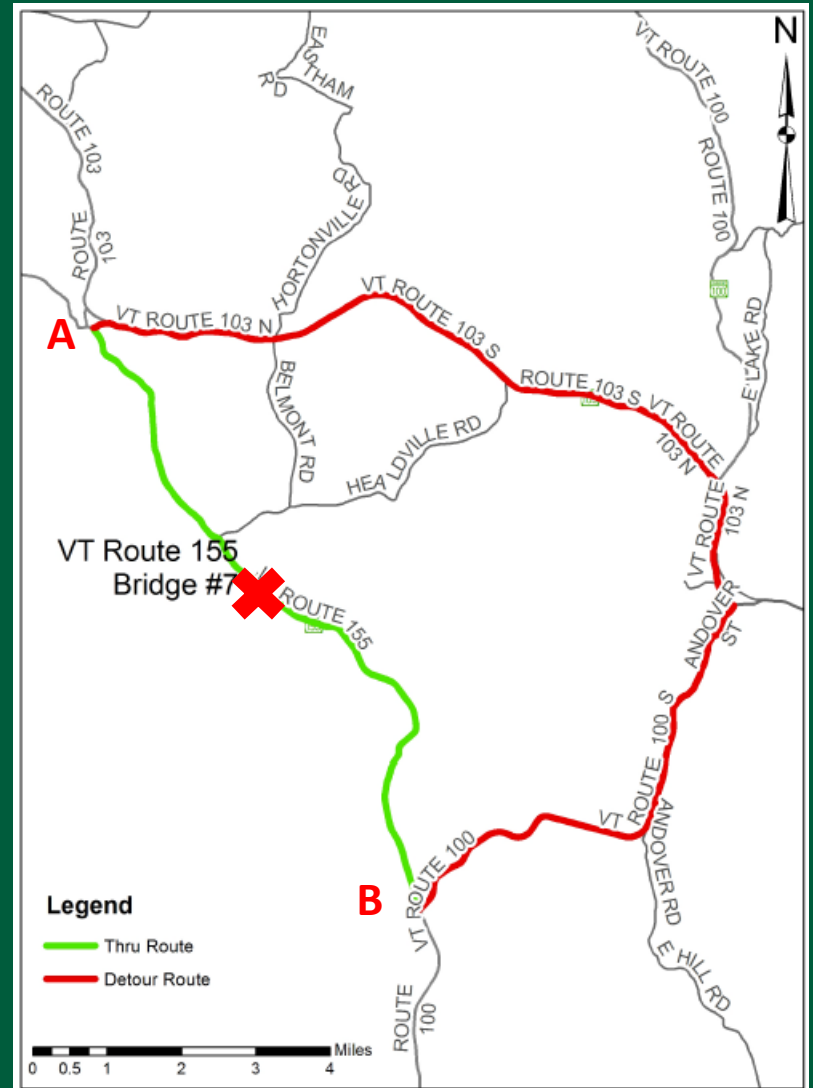 N
EASTHAM
RD
VT ROUTE 100
ROUTE 100
ROUTE 103
ROUTE
103
HORTONVILLE RD
100
A
VT ROUTE 103 N
VT ROUTE 103 S
E LAKE RD
BELMONT RD
ROUTE 103 S
VT ROUTE
103 N
HEALDVILLE RD
VT ROUTE
103 N
VT Route 155
Bridge #7
ROUTE 155
ANDOVER
ST
VT ROUTE 100 S
VT ROUTE 100
ANDOVER RD
B
E HILL RD
ROUTE
100
Legend
Thru Route
Detour Route
Miles
0 0.5 1 2 3 4